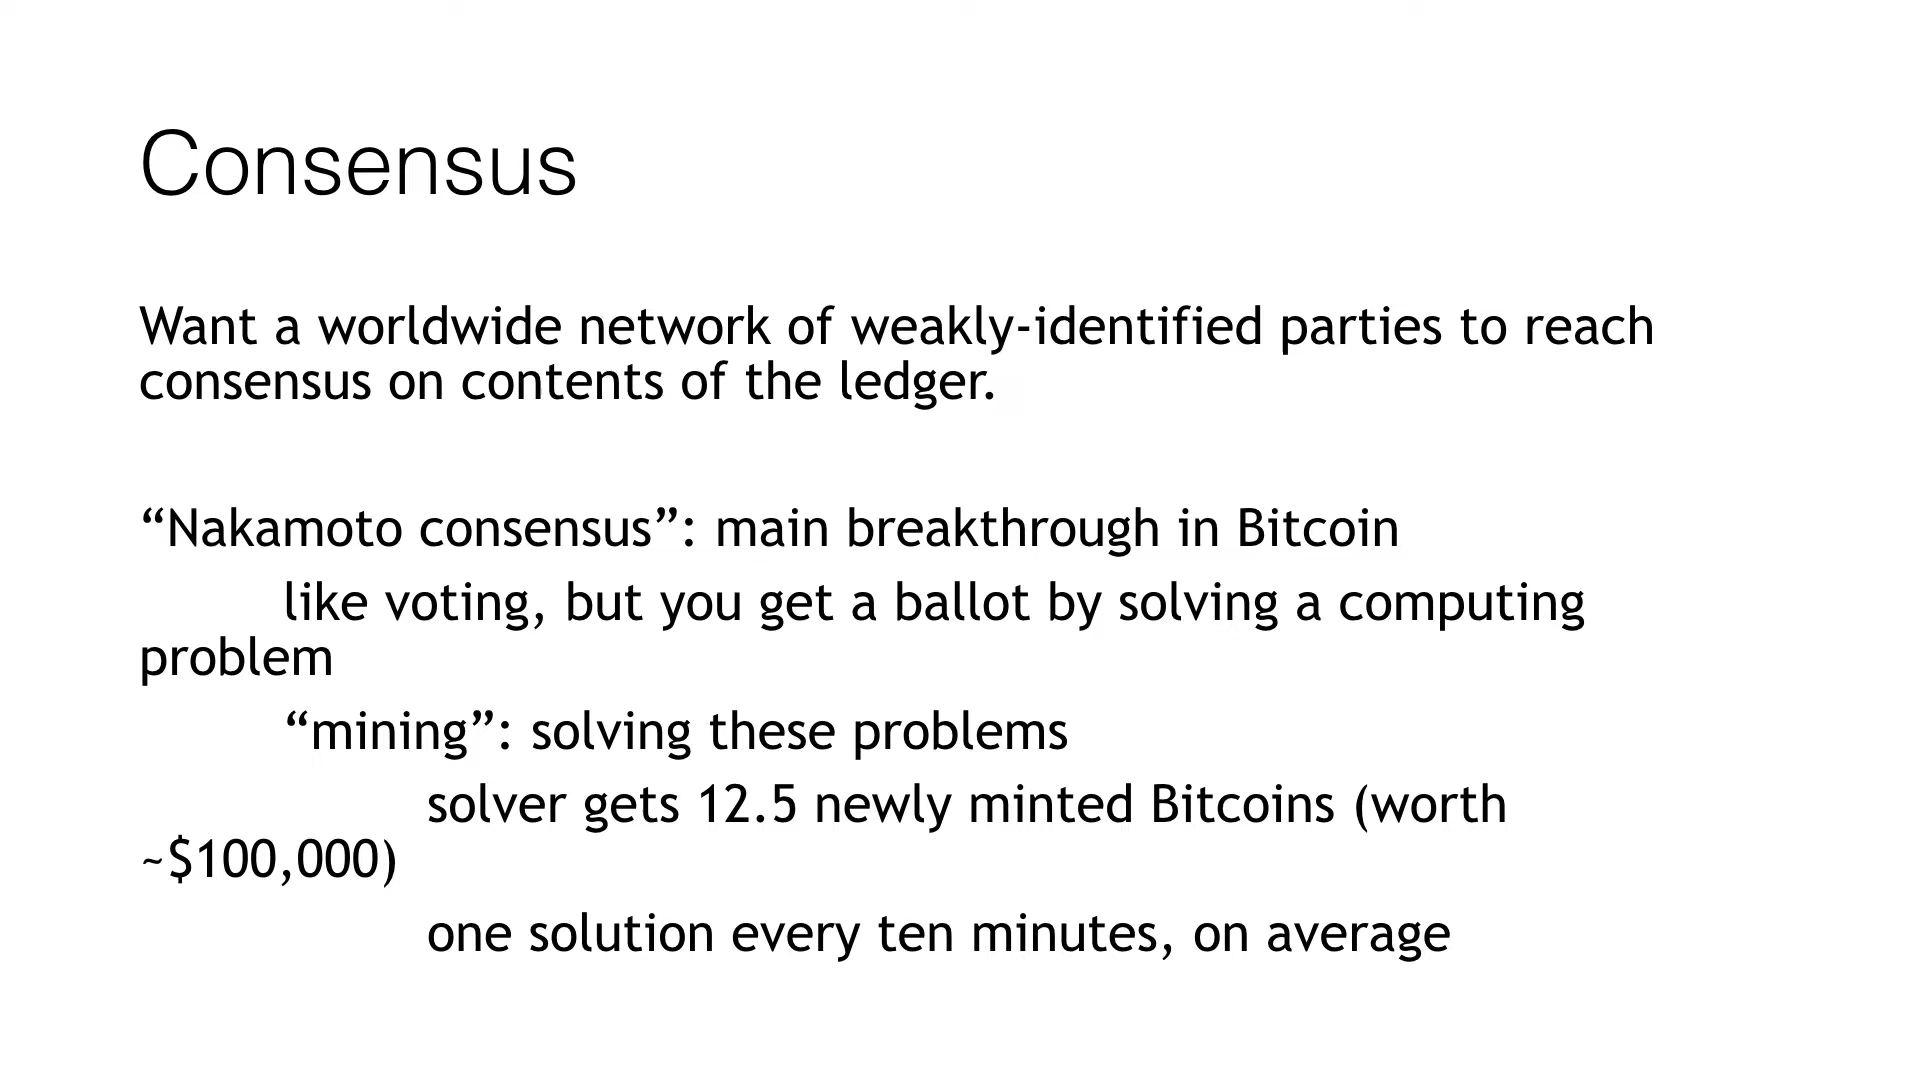 Consensus
Want a worldwide network of weakly-identified parties to reach
consensus on contents of the ledger.
“Nakamoto consensus”: main breakthrough in Bitcoin
like voting, but you get a ballot by solving a computing
problem
“mining”: solving these problems
solver gets 12.5 newly minted Bitcoins (worth
~$100,000)
one solution every ten minutes, on average